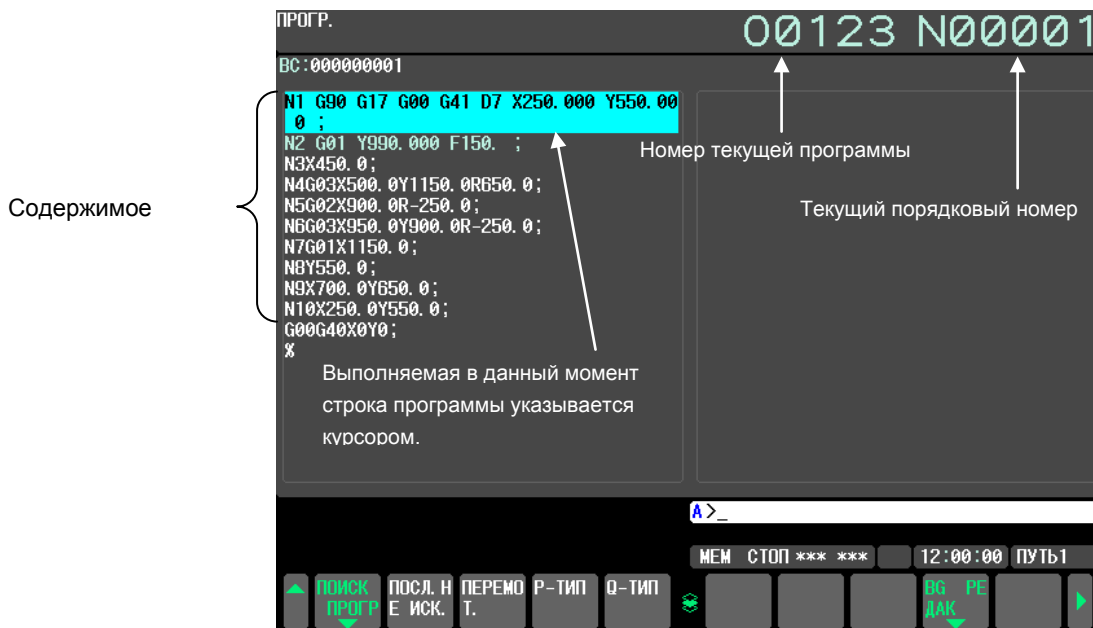 ПРОГР.
O0123 N00001
BC:000000001
N1 G90 G17 G00 G41 D7 X250.000 Y550.00
0 ;
N2 G01 Y990.000 F150. ;
N3X450.0;
N4G03X500.0Y1150.0R650.0;
N5G02X900.0R-250.0;
N6G03X950.0Y900.0R-250.0;
N7G01X1150.0;
N8Y550.0;
N9X700.0Y650.0;
N10X250.0Y550.0;
G00G40X0Y0;
%
Содержимое
Номер текущей программы
Текущий порядковый номер
Выполняемая в данный момент
строка программы указывается
курсором.
A>_
МЕМ СТОП *** *** 12:00:00 ПУТЬ1
ПОИСК ПРОГР
ПОСЛ.Н Е ИСК.
ПЕРЕМО Т.
P-ТИП
Q-ТИП
BG РЕ ДАК